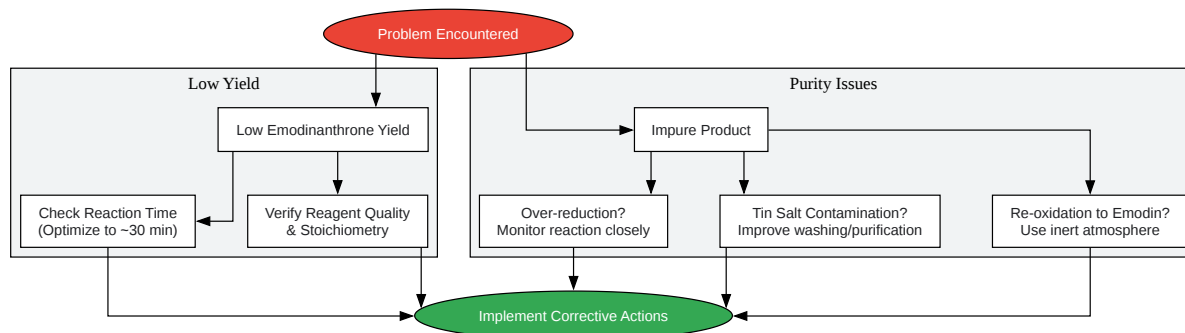 Problem Encountered
Low Yield
Purity Issues
Low Emodinanthrone Yield
Impure Product
Check Reaction Time
(Optimize to ~30 min)
Verify Reagent Quality
& Stoichiometry
Over-reduction?
Monitor reaction closely
Tin Salt Contamination?
Improve washing/purification
Re-oxidation to Emodin?
Use inert atmosphere
Implement Corrective Actions